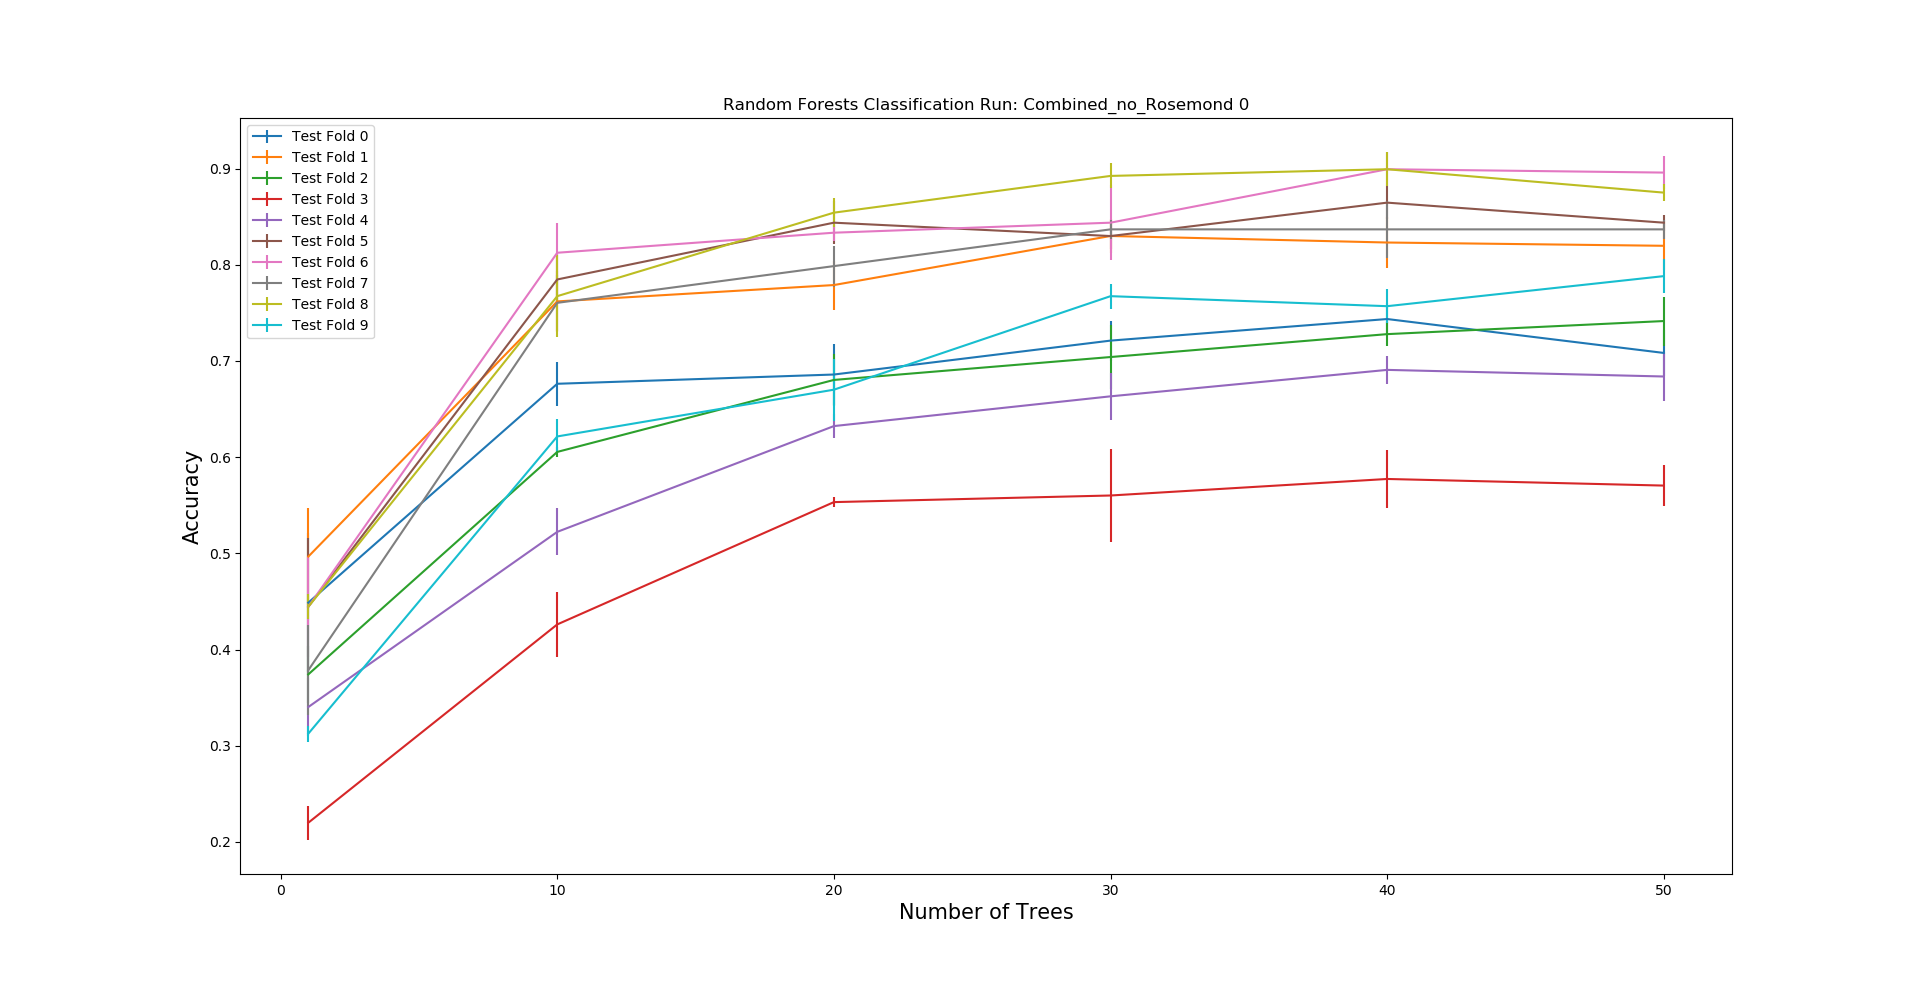 Random Forests Classification Run: Combined_no_Rosemond 0
Test Fold 0
Test Fold 1
Test Fold 2
Test Fold 3
Test Fold 4
Test Fold 5
Test Fold 6
Test Fold 7
Test Fold 8
Test Fold 9
0.9
0.8
0.7
0.6
0.5
0.4
0.3
0.2
Accuracy
0 10 20 30 40 50
Number of Trees